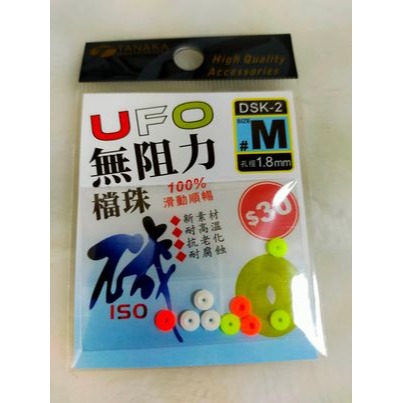 TANAKA
High Quality
Accessories
DSK-2
SIZE
#M
孔徑1.8mm
UFO
無阻力
檔珠
100%
滑動順暢
新素材
耐高溫
抗老化
耐腐蝕
$30
磯
ISO